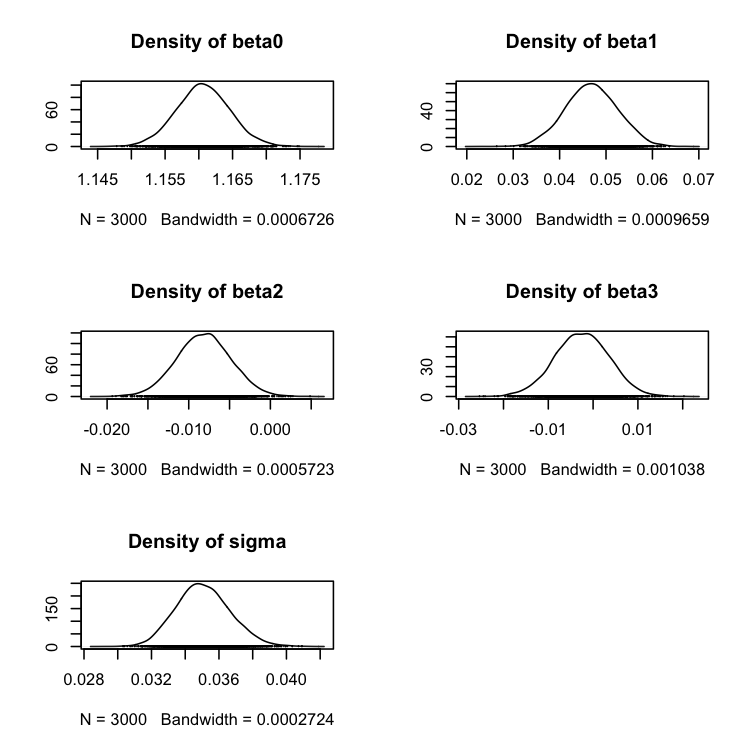 Density of beta0
60
0
1.145 1.155 1.165 1.175
N = 3000 Bandwidth = 0.0006726
Density of beta1
40
0
0.02 0.03 0.04 0.05 0.06 0.07
N = 3000 Bandwidth = 0.0009659
Density of beta2
60
0
-0.020 -0.010 0.000
N = 3000 Bandwidth = 0.0005723
Density of beta3
30
0
-0.03 -0.01 0.01
N = 3000 Bandwidth = 0.001038
Density of sigma
150
0
0.028 0.032 0.036 0.040
N = 3000 Bandwidth = 0.0002724